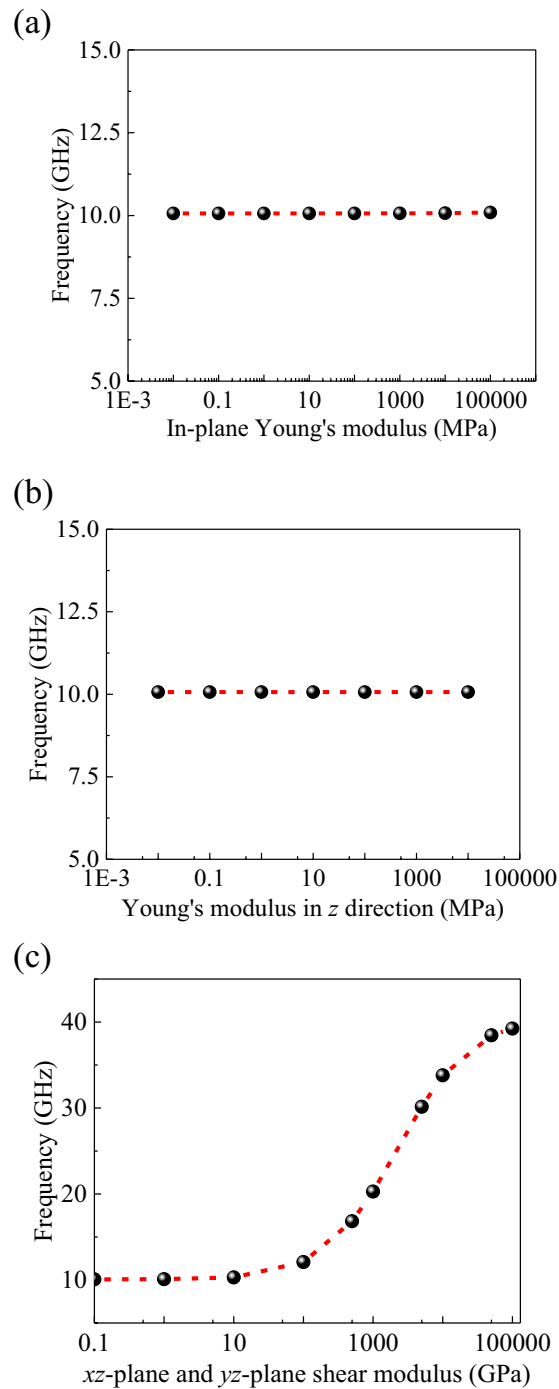 (a)
15.0
12.5
10.0
7.5
5.0
Frequency (GHz)
1E-3 0.1 10 1000 100000
In-plane Young's modulus (MPa)
(b)
15.0
12.5
10.0
7.5
5.0
Frequency (GHz)
1E-3 0.1 10 1000 100000
Young's modulus in z direction (MPa)
(c)
40
30
20
10
Frequency (GHz)
0.1 10 1000 100000
xz-plane and yz-plane shear modulus (GPa)